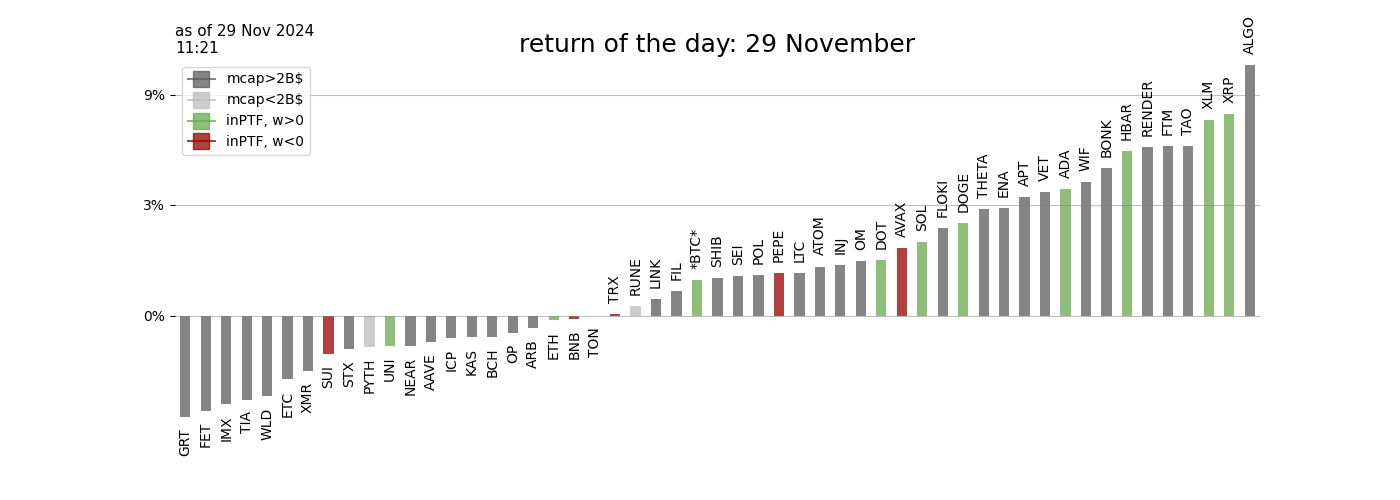 as of 29 Nov 2024
11:21
return of the day: 29 November
mcap>2B$
mcap<2B$
inPTF, w>0
inPTF, w<0
9%
3%
0%
GRT
FET
IMX
TIA
WLD
ETC
XMR
SUI
STX
PYTH
UNI
NEAR
AAVE
ICP
KAS
BCH
OP
ARB
ETH
BNB
TON
TRX
RUNE
LINK
FIL
*BTC*
SHIB
SEI
POL
PEPE
LTC
ATOM
INJ
OM
DOT
AVAX
SOL
FLOKI
DOGE
THETA
ENA
APT
VET
ADA
WIF
BONK
HBAR
RENDER
FTM
TAO
XLM
XRP
ALGO